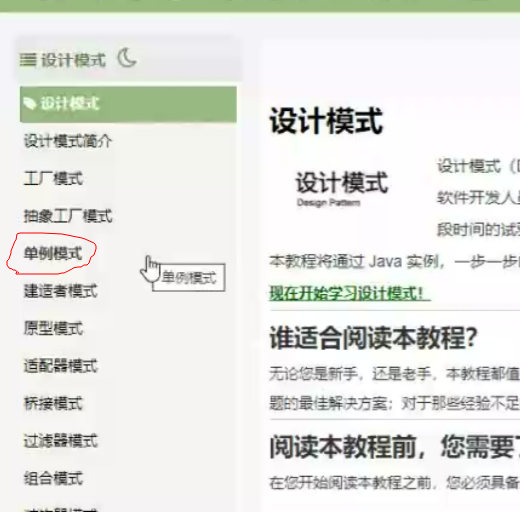 设计模式
设计模式
设计模式简介
工厂模式
抽象工厂模式
单例模式
建造者模式
原型模式
适配器模式
桥接模式
过滤器模式
组合模式
单例模式
设计模式
设计模式
Design Pattern
设计模式（
软件开发人
段时间的试
本教程将通过 Java 实例，一步一步
现在开始学习设计模式！
谁适合阅读本教程？
无论您是新手，还是老手，本教程都值
题的最佳解决方案；对于那些经验不足
阅读本教程前，您需要
在您开始阅读本教程之前，您必须具备